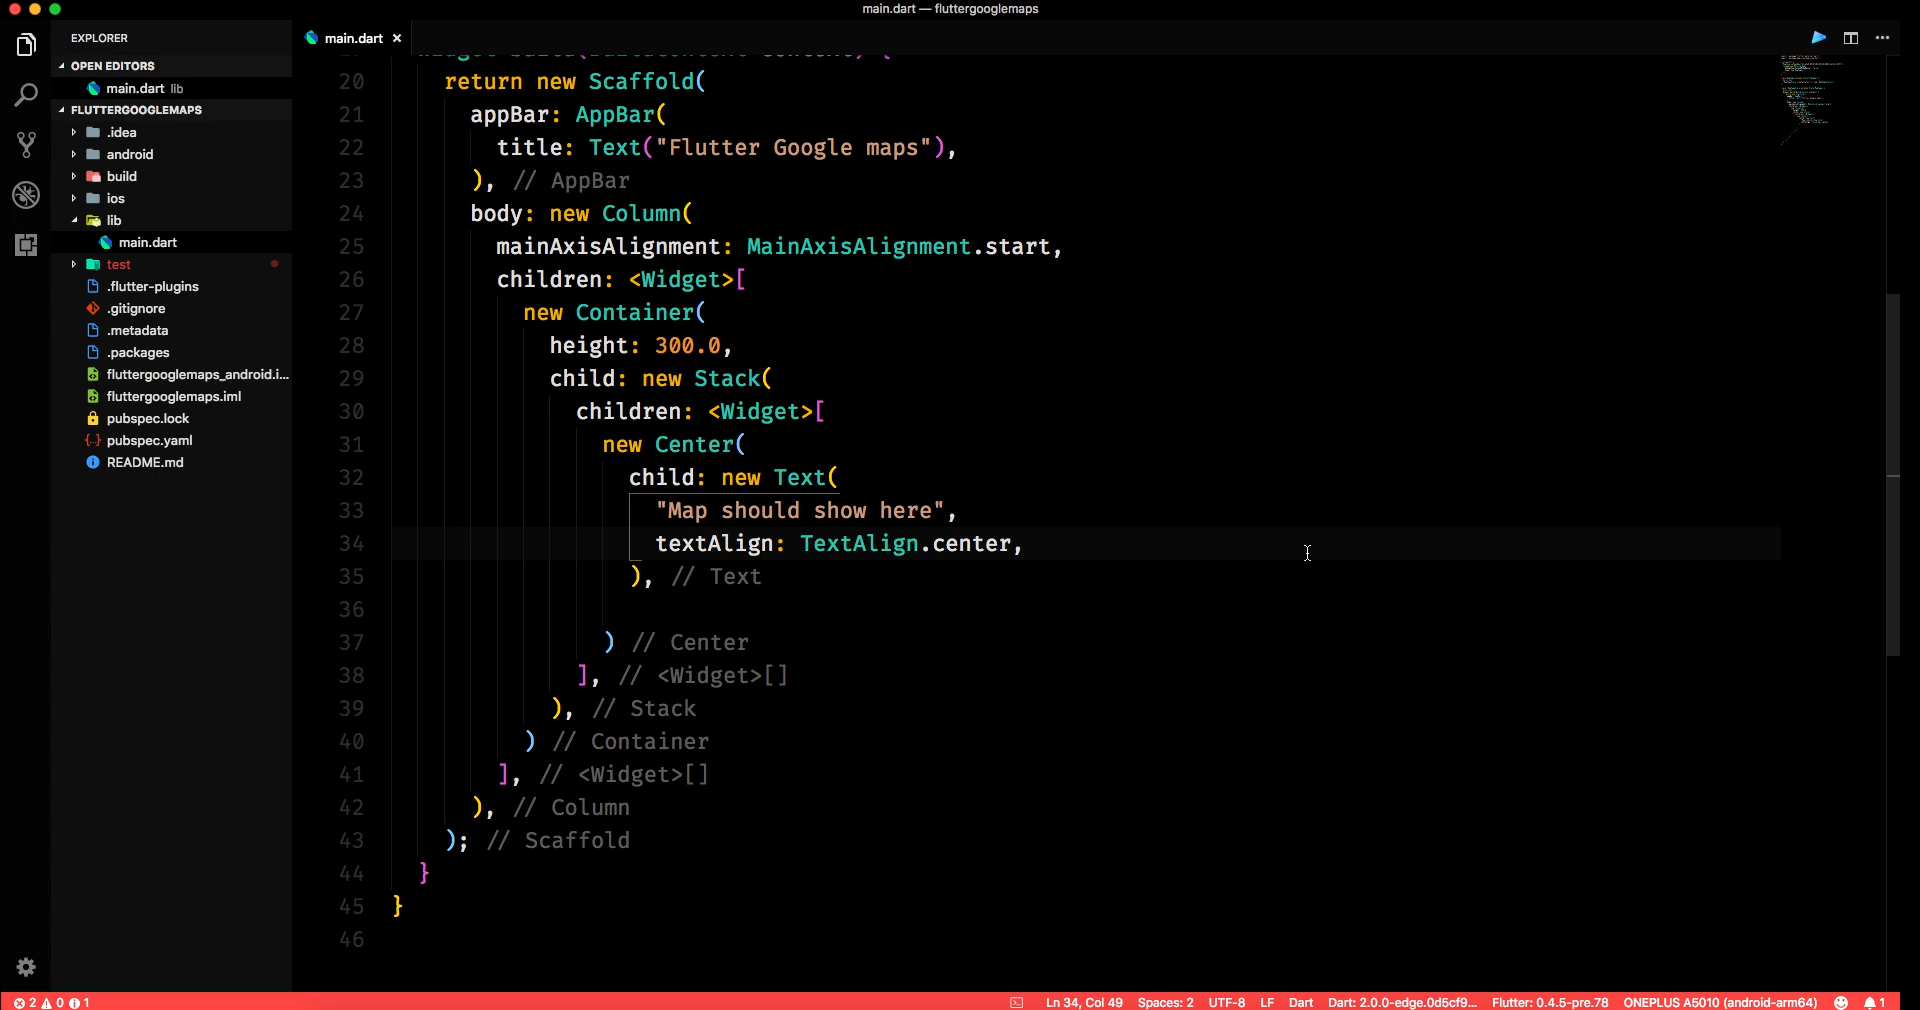 main.dart — fluttergooglemaps
EXPLORER
OPEN EDITORS
main.dart lib
FLUTTERGOOGLEMAPS
.idea
android
build
ios
lib
main.dart
test
.flutter-plugins
.gitignore
.metadata
.packages
fluttergooglemaps_android.i...
fluttergooglemaps.iml
pubspec.lock
pubspec.yaml
README.md
main.dart ×
20 return new Scaffold(
21 appBar: AppBar(
22 title: Text("Flutter Google maps"),
23 ), // AppBar
24 body: new Column(
25 mainAxisAlignment: MainAxisAlignment.start,
26 children: <Widget>[
27 new Container(
28 height: 300.0,
29 child: new Stack(
30 children: <Widget>[
31 new Center(
32 child: new Text(
33 "Map should show here",
34 textAlign: TextAlign.center,
35 ), // Text
36
37 ) // Center
38 ], // <Widget>[]
39 ), // Stack
40 ) // Container
41 ], // <Widget>[]
42 ), // Column
43 ); // Scaffold
44 }
45 }
46
2 0 1 Ln 34, Col 49 Spaces: 2 UTF-8 LF Dart Dart: 2.0.0-edge.0d5cf9... Flutter: 0.4.5-pre.78 ONEPLUS A5010 (android-arm64) 1